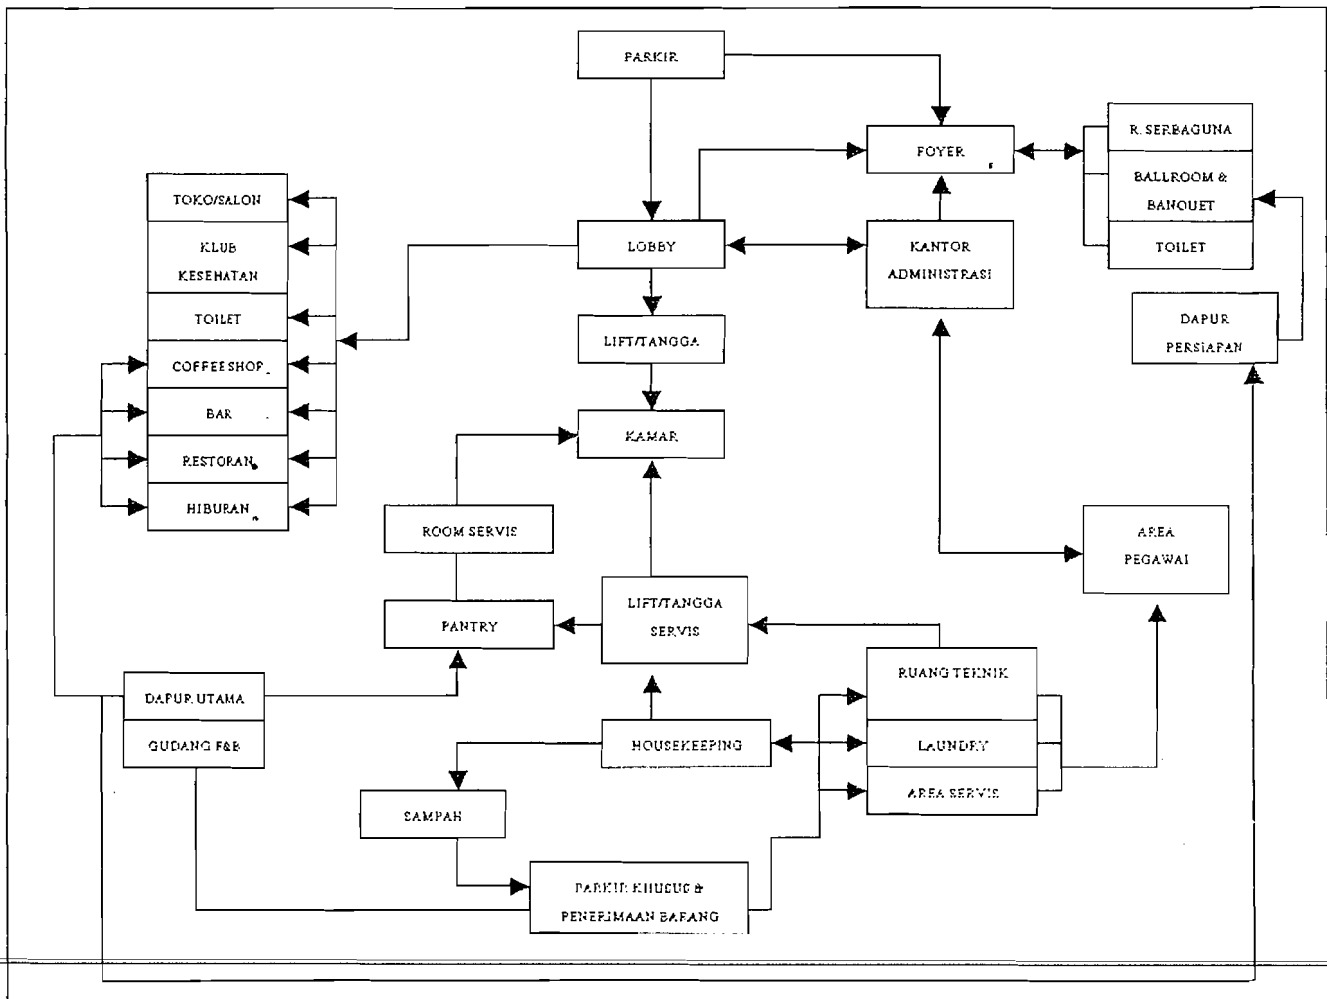 PARKIR
FOYER
R. SERBAGUNA
BALLROOM &
BANQUET
TOILET
TOKO/SALON
KLUB
KESEHATAN
TOILET
COFFEESHOP
BAR
RESTORAN
HIBURAN
LOBBY
KANTOR
ADMINISTRASI
LIFT/TANGGA
DAPUR
PERSIAPAN
KAMAR
ROOM SERVIS
AREA
PEGAWAI
PANTRY
LIFT/TANGGA
SERVIS
RUANG TEKNIK
DAPUR UTAMA
GUDANG F&B
HOUSEKEEPING
LAUNDRY
AREA SERVIS
SAMPAH
PARKIR KHUSUS &
PENERIMAAN BARANG